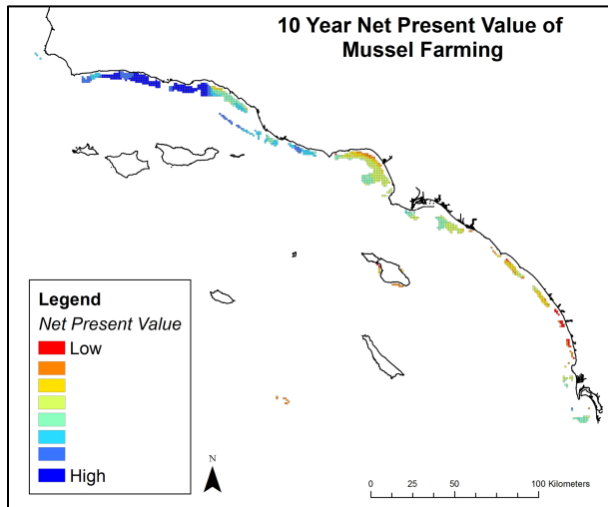 10 Year Net Present Value of
Mussel Farming
Legend
Net Present Value
Low
High
N
0 25 50 100 Kilometers